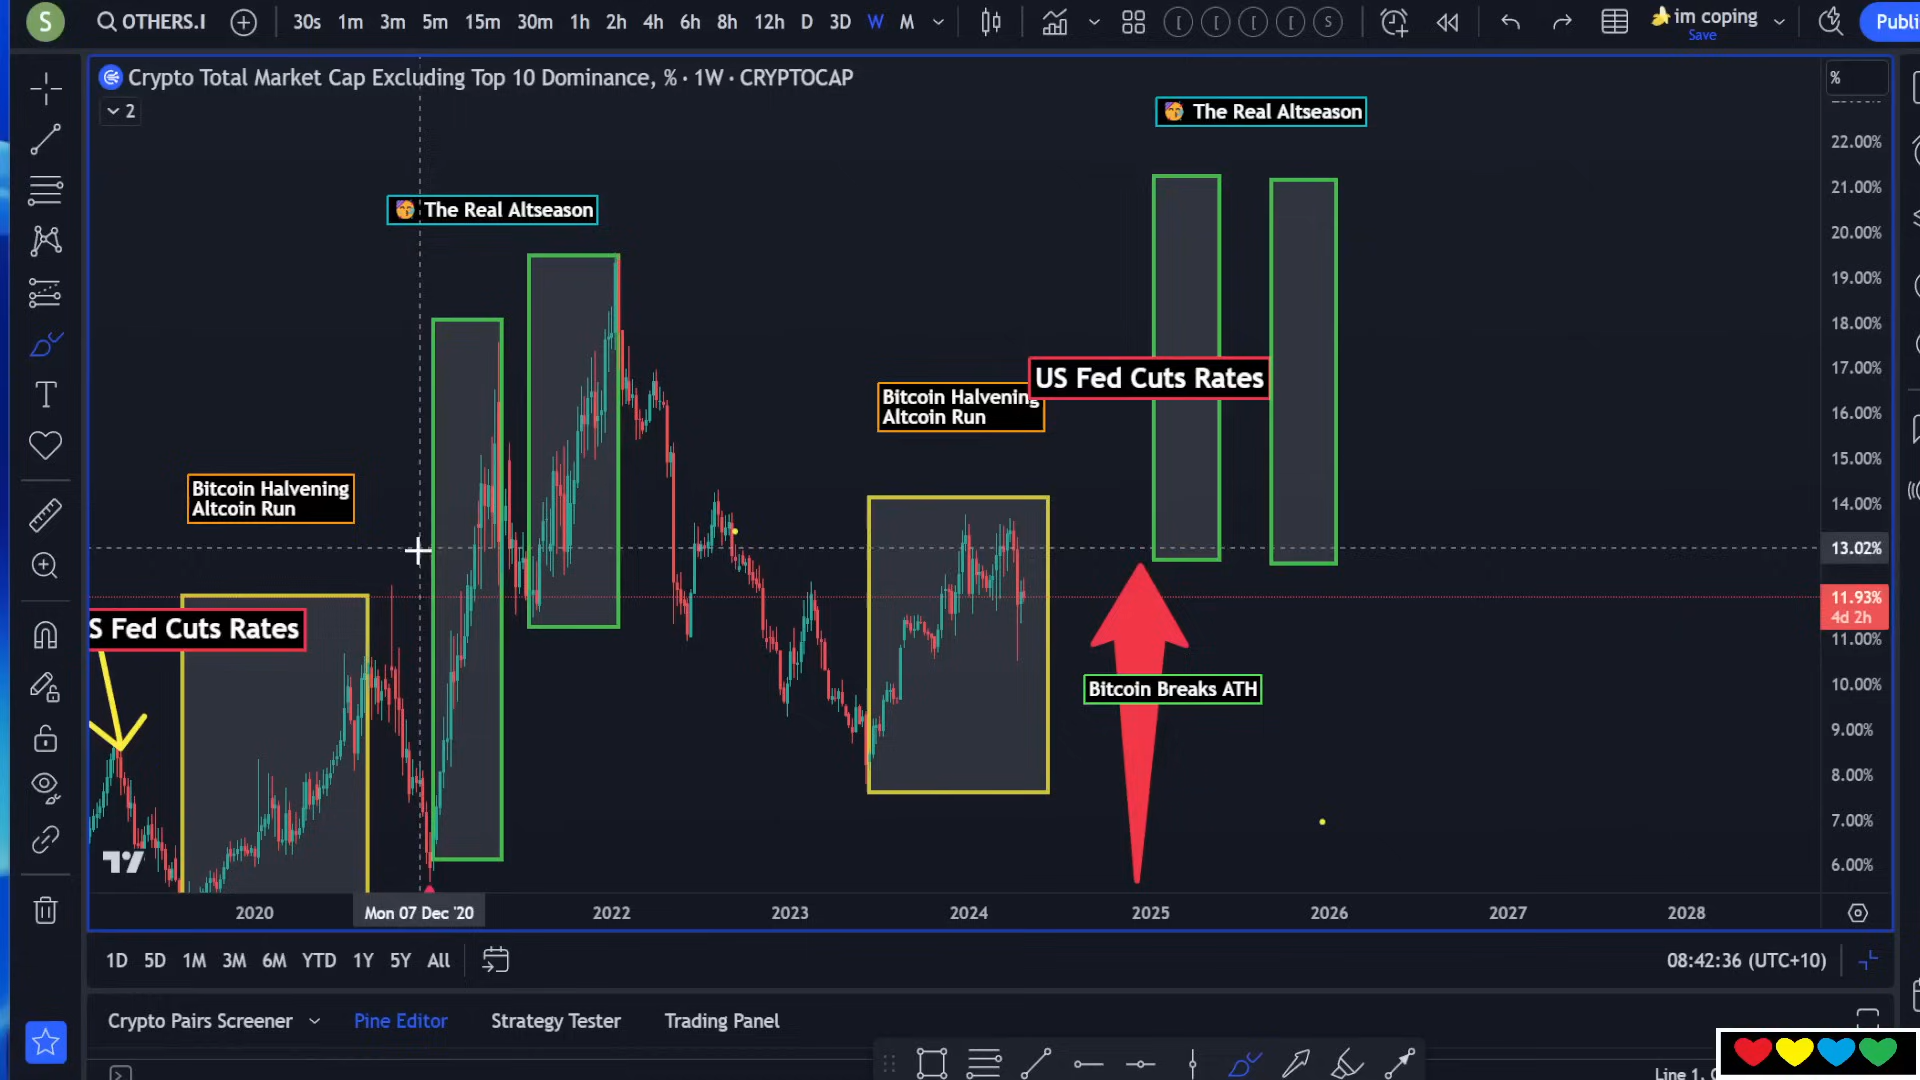 S
OTHERS.I
30s 1m 3m 5m 15m 30m 1h 2h 4h 6h 8h 12h D 3D W M
im coping
Save
Publi
Crypto Total Market Cap Excluding Top 10 Dominance, % · 1W · CRYPTOCAP
2
%
The Real Altseason
22.00%
21.00%
20.00%
19.00%
18.00%
17.00%
16.00%
15.00%
14.00%
13.02%
11.93%
4d 2h
11.00%
10.00%
9.00%
8.00%
7.00%
6.00%
The Real Altseason
US Fed Cuts Rates
Bitcoin Halvening
Altcoin Run
Bitcoin Halvening
Altcoin Run
S Fed Cuts Rates
Bitcoin Breaks ATH
2020 Mon 07 Dec '20 2022 2023 2024 2025 2026 2027 2028
1D 5D 1M 3M 6M YTD 1Y 5Y All
08:42:36 (UTC+10)
Crypto Pairs Screener Pine Editor Strategy Tester Trading Panel
Line 1,